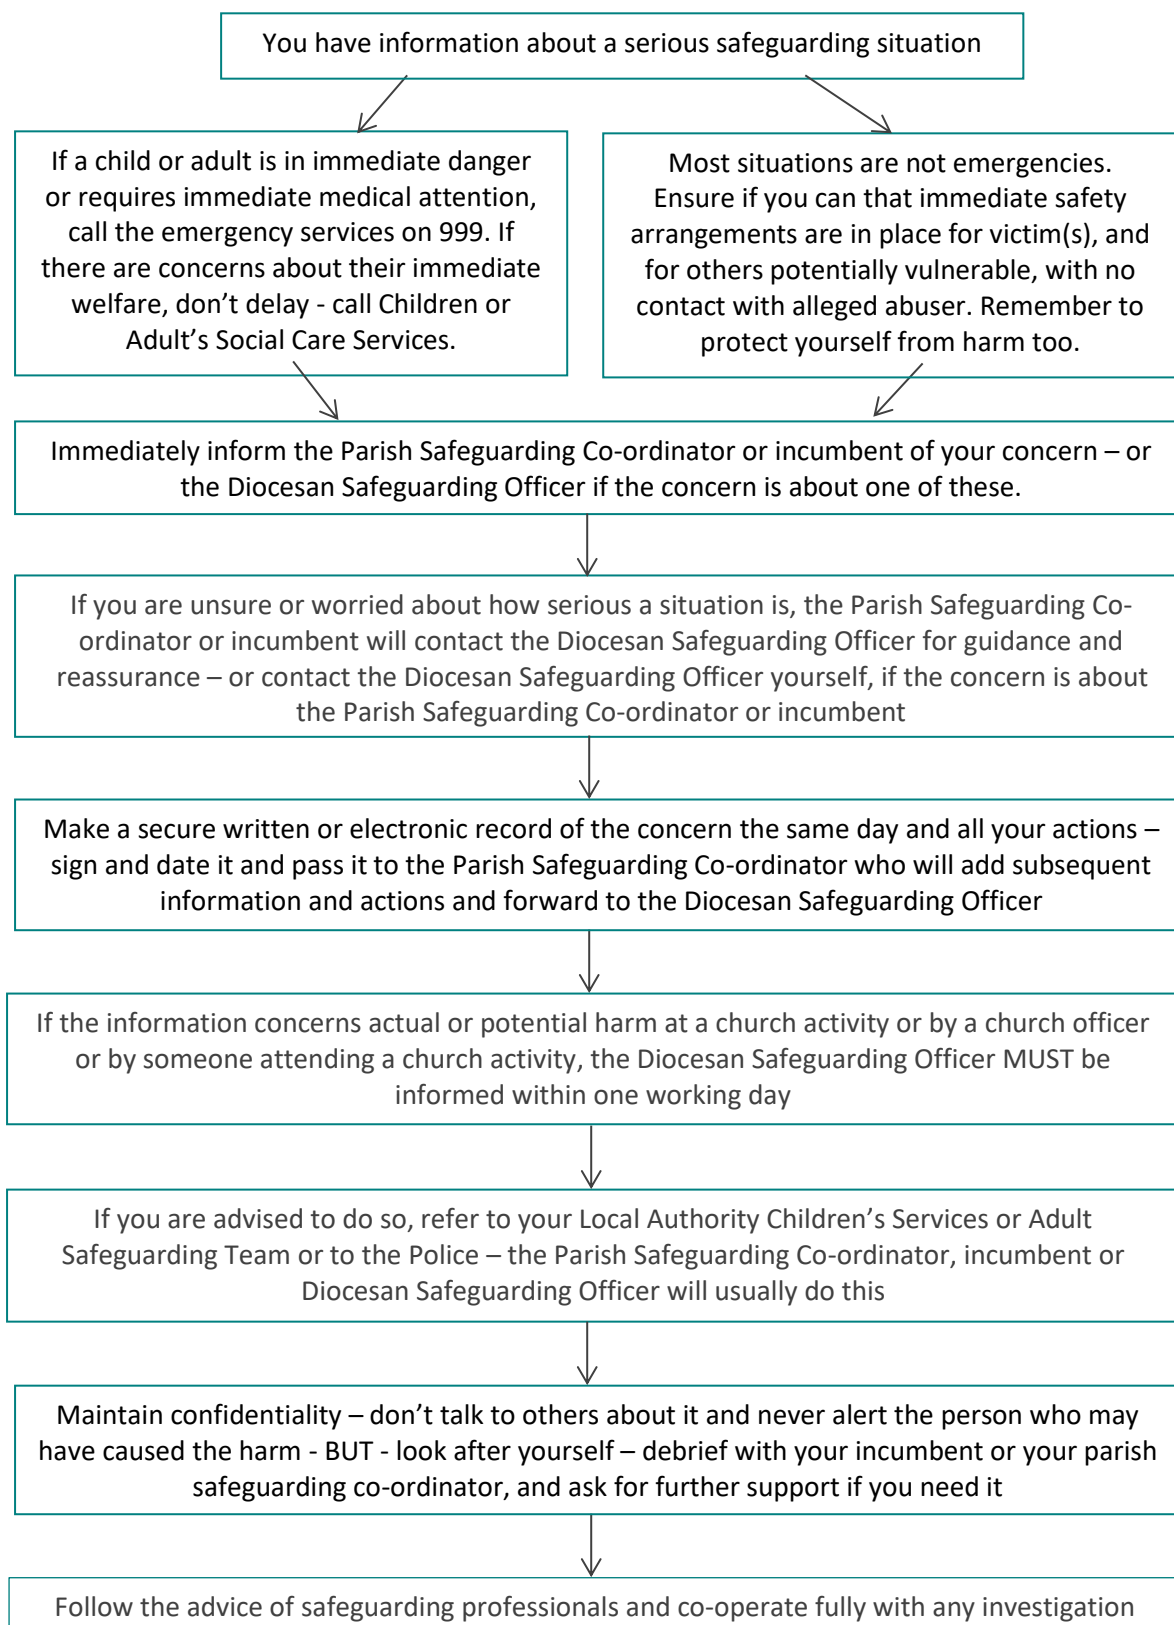 You have information about a serious safeguarding situation
If a child or adult is in immediate danger
or requires immediate medical attention,
call the emergency services on 999. If
there are concerns about their immediate
welfare, don’t delay - call Children or
Adult’s Social Care Services.
Most situations are not emergencies.
Ensure if you can that immediate safety
arrangements are in place for victim(s), and
for others potentially vulnerable, with no
contact with alleged abuser. Remember to
protect yourself from harm too.
Immediately inform the Parish Safeguarding Co-ordinator or incumbent of your concern – or
the Diocesan Safeguarding Officer if the concern is about one of these.
If you are unsure or worried about how serious a situation is, the Parish Safeguarding Co-
ordinator or incumbent will contact the Diocesan Safeguarding Officer for guidance and
reassurance – or contact the Diocesan Safeguarding Officer yourself, if the concern is about
the Parish Safeguarding Co-ordinator or incumbent
Make a secure written or electronic record of the concern the same day and all your actions –
sign and date it and pass it to the Parish Safeguarding Co-ordinator who will add subsequent
information and actions and forward to the Diocesan Safeguarding Officer
If the information concerns actual or potential harm at a church activity or by a church officer
or by someone attending a church activity, the Diocesan Safeguarding Officer MUST be
informed within one working day
If you are advised to do so, refer to your Local Authority Children’s Services or Adult
Safeguarding Team or to the Police – the Parish Safeguarding Co-ordinator, incumbent or
Diocesan Safeguarding Officer will usually do this
Maintain confidentiality – don’t talk to others about it and never alert the person who may
have caused the harm - BUT - look after yourself – debrief with your incumbent or your parish
safeguarding co-ordinator, and ask for further support if you need it
Follow the advice of safeguarding professionals and co-operate fully with any investigation